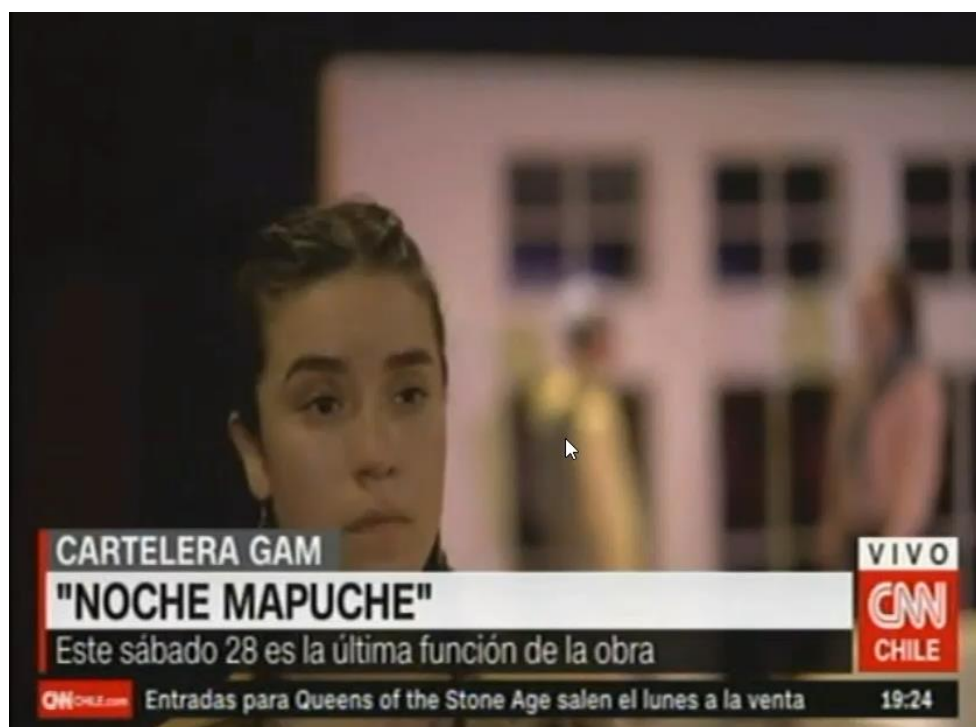 CARTELERA GAM
"NOCHE MAPUCHE"
Este sábado 28 es la última función de la obra
VIVO
CNN
CHILE
CNNCHILE.com Entradas para Queens of the Stone Age salen el lunes a la venta 19:24